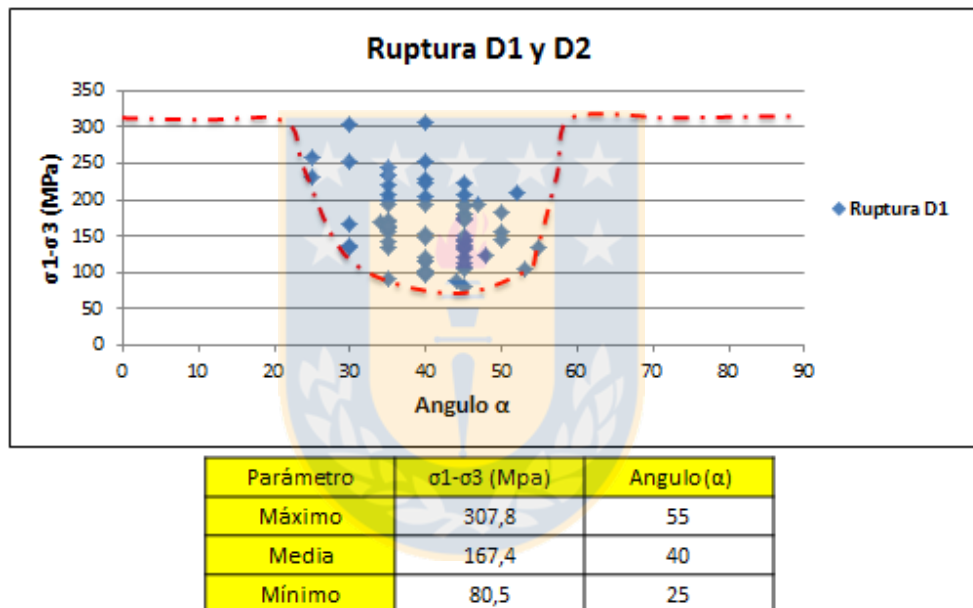 Ruptura D1 y D2
350
300
250
200
150
100
50
0
σ1-σ3 (MPa)
0 10 20 30 40 50 60 70 80 90
Angulo α
Ruptura D1
Parámetro σ1-σ3 (Mpa) Angulo(α)
Máximo 307,8 55
Media 167,4 40
Mínimo 80,5 25